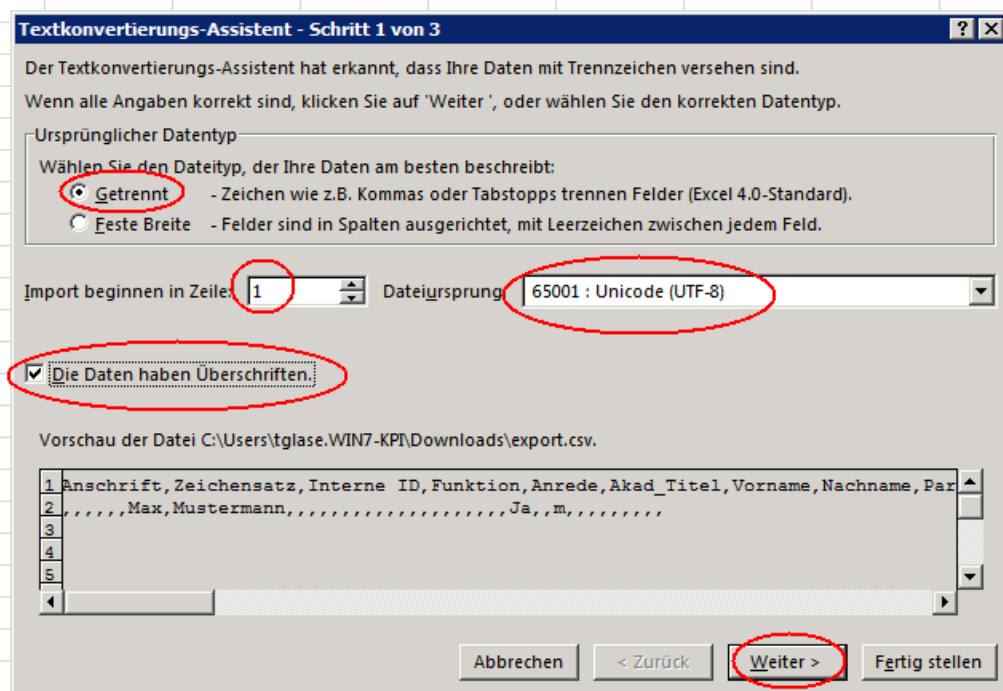 Textkonvertierungs-Assistent - Schritt 1 von 3
Der Textkonvertierungs-Assistent hat erkannt, dass Ihre Daten mit Trennzeichen versehen sind.
Wenn alle Angaben korrekt sind, klicken Sie auf 'Weiter ', oder wählen Sie den korrekten Datentyp.
Ursprünglicher Datentyp
Wählen Sie den Dateityp, der Ihre Daten am besten beschreibt:
Getrennt - Zeichen wie z.B. Kommas oder Tabstopps trennen Felder (Excel 4.0-Standard).
Feste Breite - Felder sind in Spalten ausgerichtet, mit Leerzeichen zwischen jedem Feld.
Import beginnen in Zeile: 1 Dateiursprung 65001 : Unicode (UTF-8)
Die Daten haben Überschriften.
Vorschau der Datei C:\Users\tglase.WIN7-KPI\Downloads\export.csv.
1 Anschrift,Zeichensatz,Interne ID,Funktion,Anrede,Akad_Titel,Vorname,Nachname,Par
2 ,,,,,,Max,Mustermann,,,,,,,,,,,,,,,,,,,,Ja,,m,,,,,,,,,
3
4
5
Abbrechen < Zurück Weiter > Fertig stellen